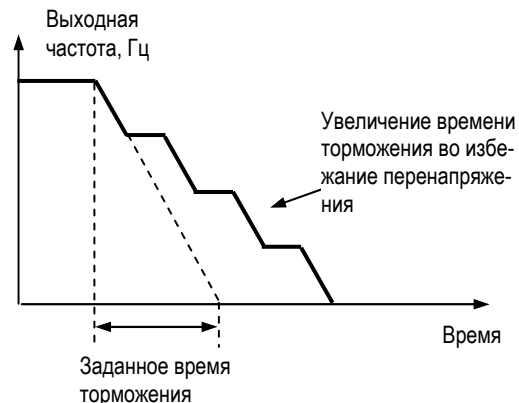 Выходная
частота, Гц
Увеличение времени
торможения во избе-
жание перенапряже-
ния
Время
Заданное время
торможения